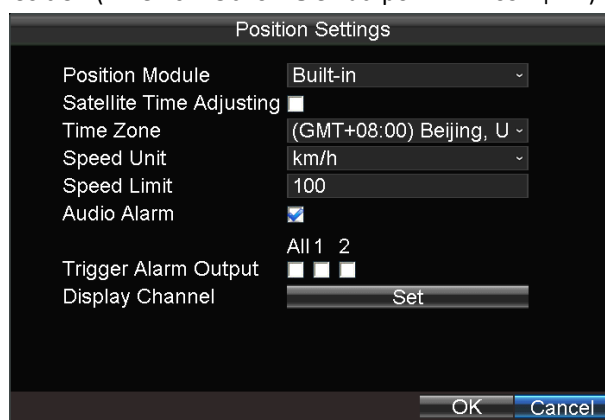 Position Settings
Position Module Built-in
Satellite Time Adjusting
Time Zone (GMT+08:00) Beijing, U
Speed Unit km/h
Speed Limit 100
Audio Alarm
All 1 2
Trigger Alarm Output
Display Channel Set
OK Cancel